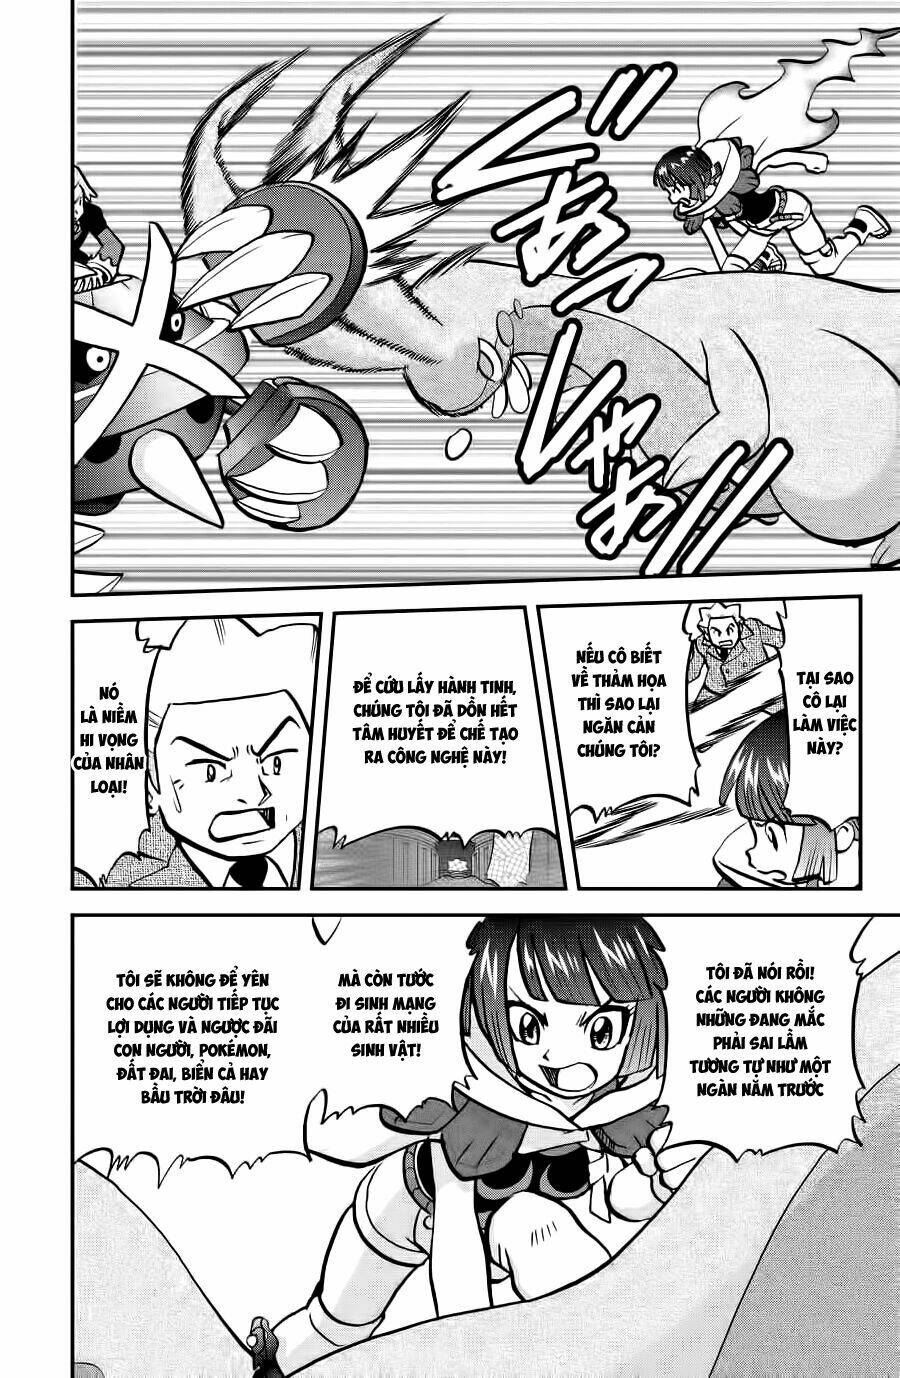 ぐあっ
しゃあ
TẠI SAO
CÔ LẠI
LÀM VIỆC
NÀY?
NẾU CÔ BIẾT
VỀ THẢM HỌA
THÌ SAO LẠI
NGĂN CẢN
CHÚNG TÔI?
ĐỂ CỨU LẤY HÀNH TINH,
CHÚNG TÔI ĐÃ DỒN HẾT
TÂM HUYẾT ĐỂ CHẾ TẠO
RA CÔNG NGHỆ NÀY!
NÓ
LÀ NIỀM
HI VỌNG
CỦA NHÂN
LOẠI!
TÔI ĐÃ NÓI RỒI!
CÁC NGƯỜI KHÔNG
NHỮNG ĐANG MẮC
PHẢI SAI LẦM
TƯƠNG TỰ NHƯ MỘT
NGÀN NĂM TRƯỚC
MÀ CÒN TƯỚC
ĐI SINH MẠNG
CỦA RẤT NHIỀU
SINH VẬT!
TÔI SẼ KHÔNG ĐỂ YÊN
CHO CÁC NGƯỜI TIẾP TỤC
LỢI DỤNG VÀ NGƯỢC ĐÃI
CON NGƯỜI, POKÉMON,
ĐẤT ĐAI, BIỂN CẢ HAY
BẦU TRỜI ĐÂU!